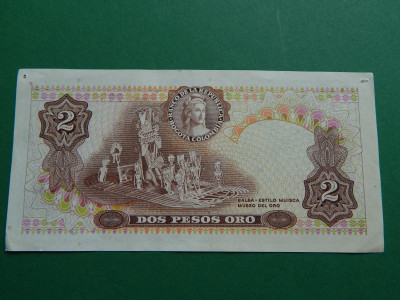 BANCO DE LA REPUBLICA
BOGOTA COLOMBIA
2
2
BALSA - ESTILO MUISCA
MUSEO DEL ORO
DOS PESOS ORO